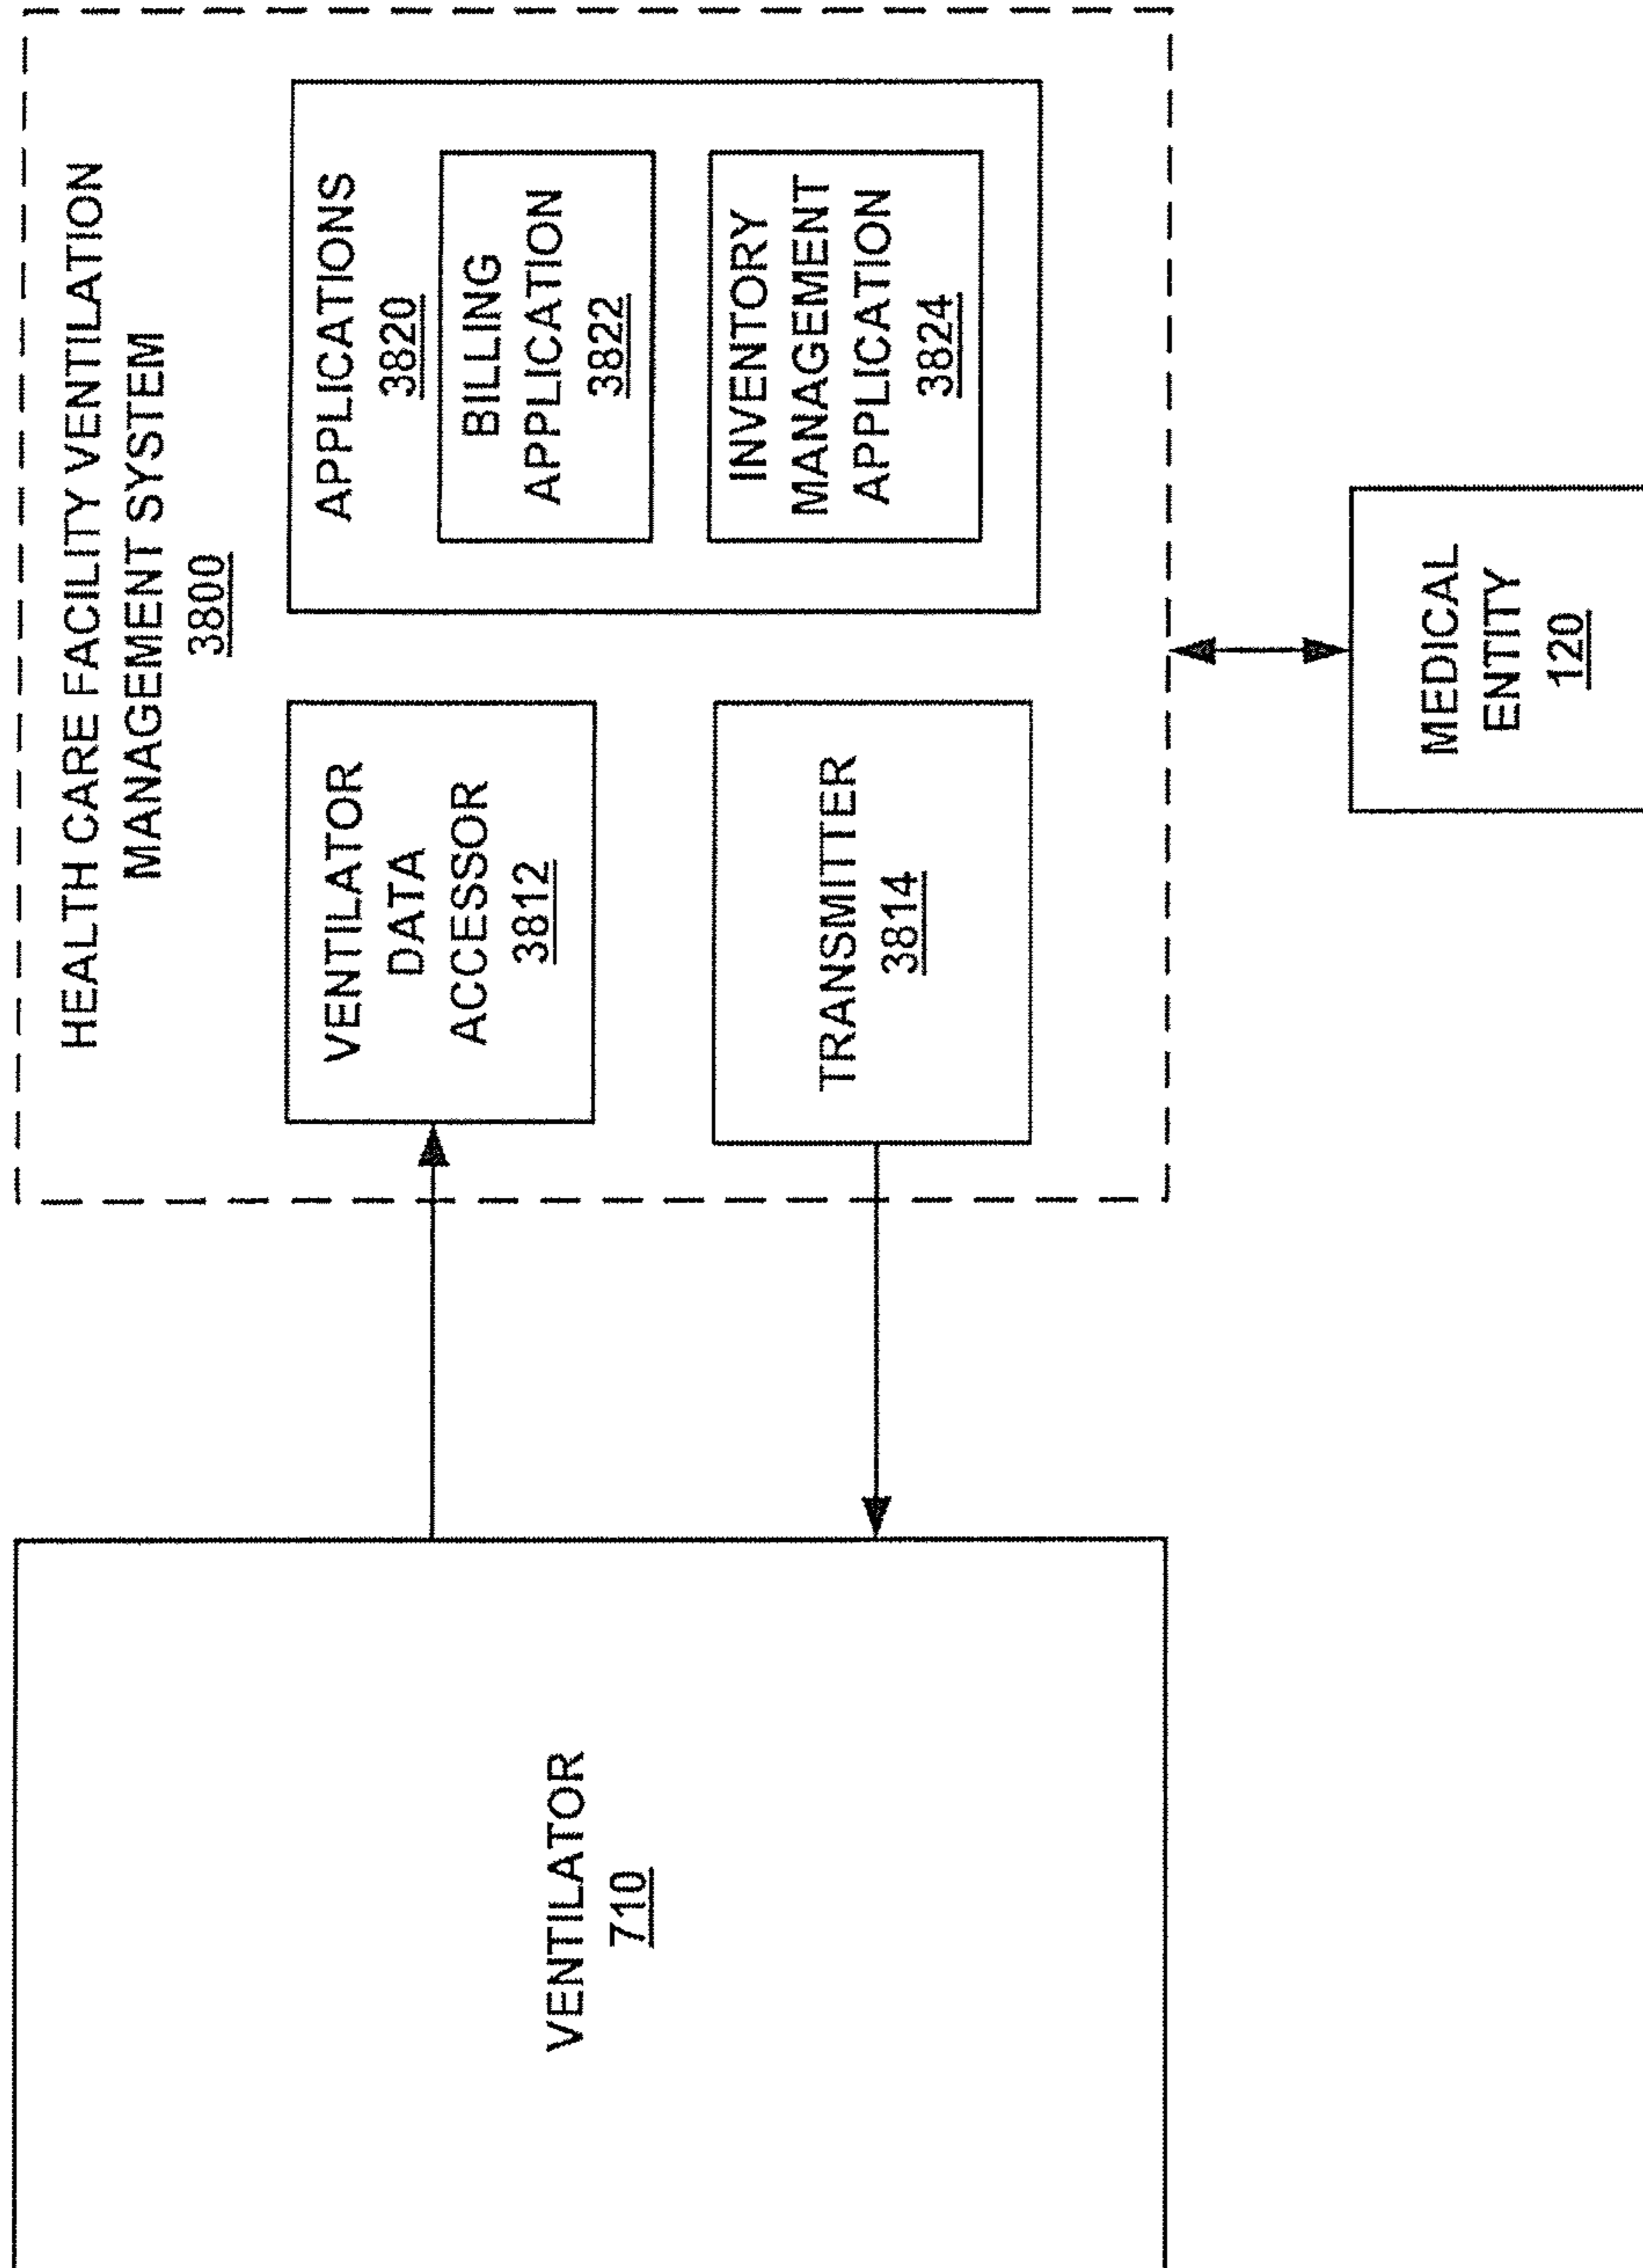 HEALTH CARE FACILITY VENTILATION
MANAGEMENT SYSTEM
3800
VENTILATOR
710
VENTILATOR
DATA
ACCESSOR
3812
TRANSMITTER
3814
APPLICATIONS
3820
BILLING
APPLICATION
3822
INVENTORY
MANAGEMENT
APPLICATION
3824
MEDICAL
ENTITY
120